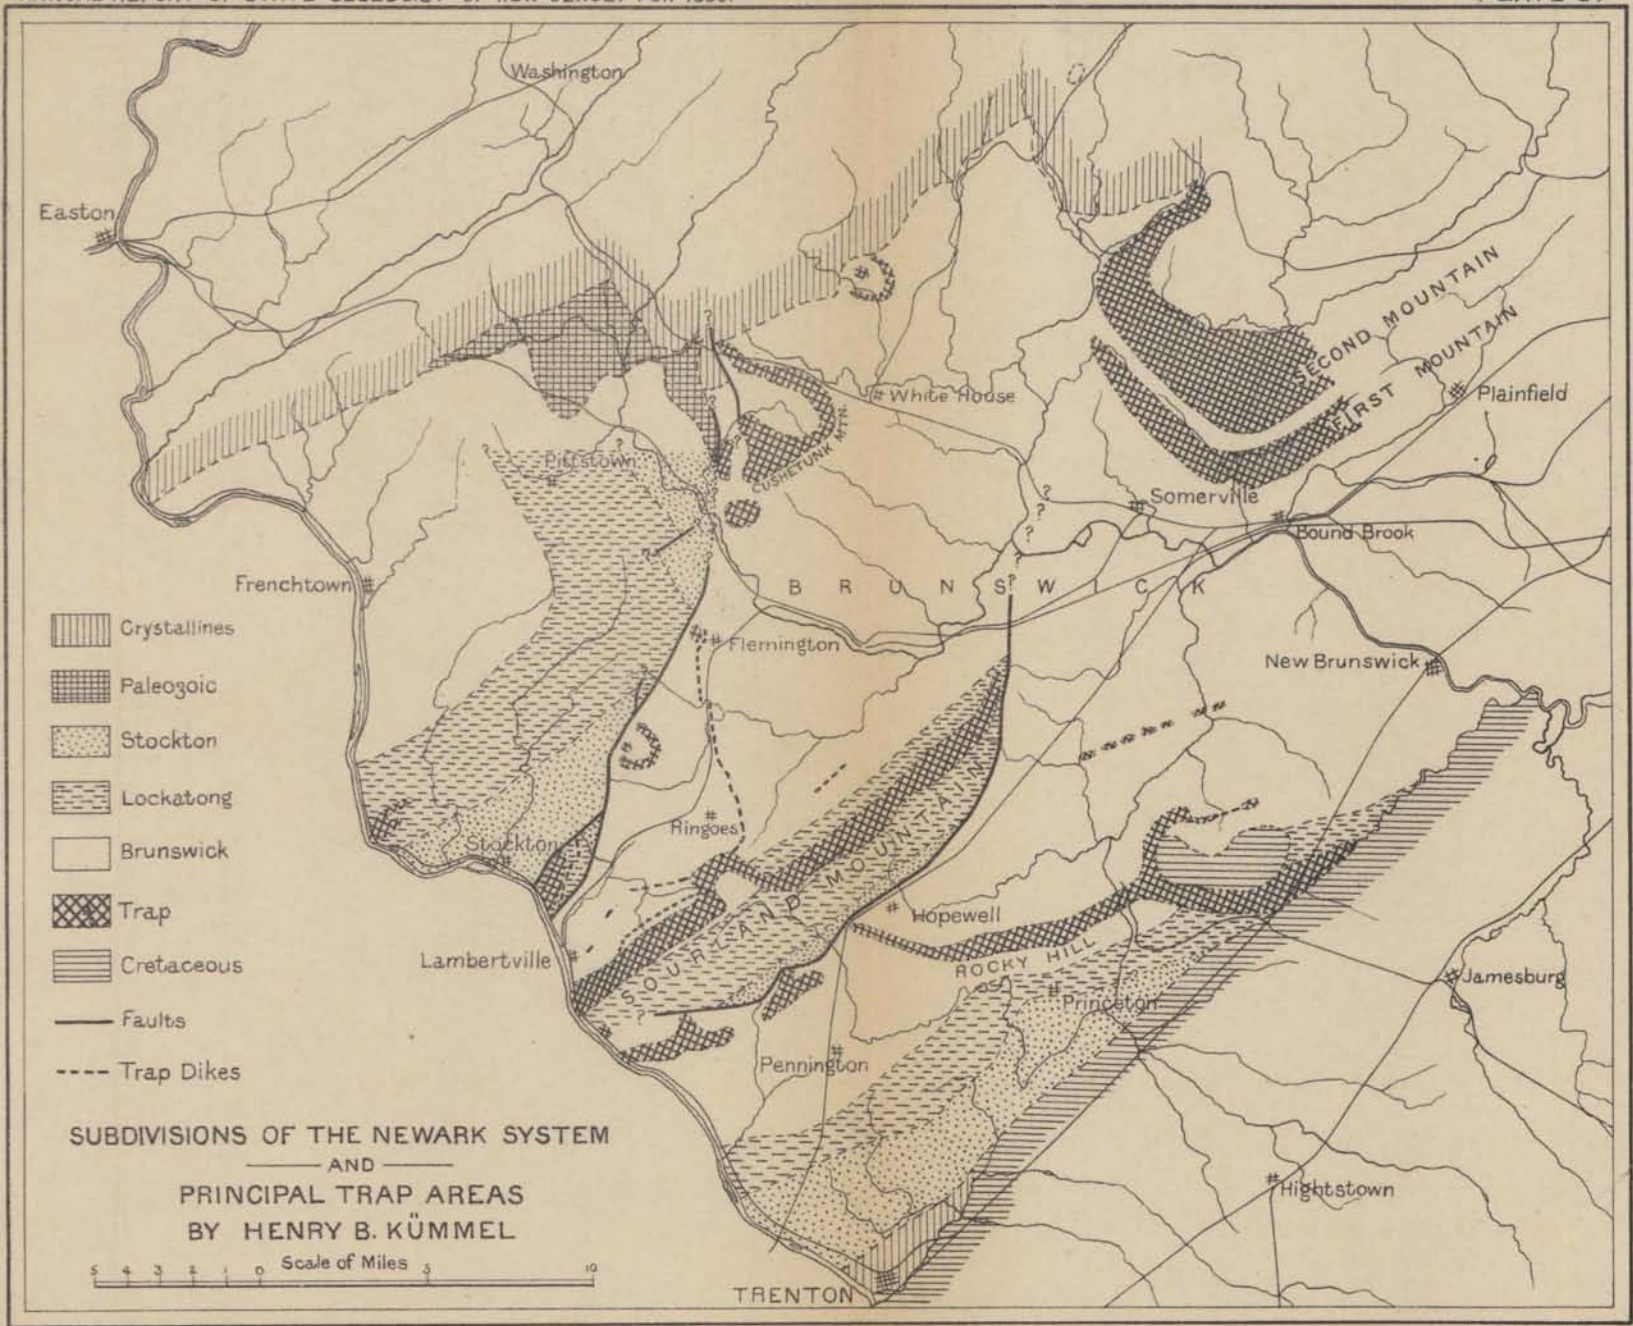 Washington
Easton
SECOND MOUNTAIN
FIRST MOUNTAIN
Plainfield
White House
CUSHETUNK MTN.
Pittstown
Somerville
Bound Brook
Frenchtown
BRUNSWICK
Flemington
New Brunswick
Crystallines
Paleozoic
Stockton
Lockatong
Brunswick
Trap
Cretaceous
Faults
Trap Dikes
Ringoes
Stockton
SOURLAND MOUNTAIN
Hopewell
Lambertville
ROCKY HILL
Princeton
Jamesburg
Pennington
Hightstown
TRENTON
SUBDIVISIONS OF THE NEWARK SYSTEM
AND
PRINCIPAL TRAP AREAS
BY HENRY B. KÜMMEL
Scale of Miles
5 4 3 2 1 0 5 10
? ? ? ? ? ? ? ? ? ? ? ? ? ?